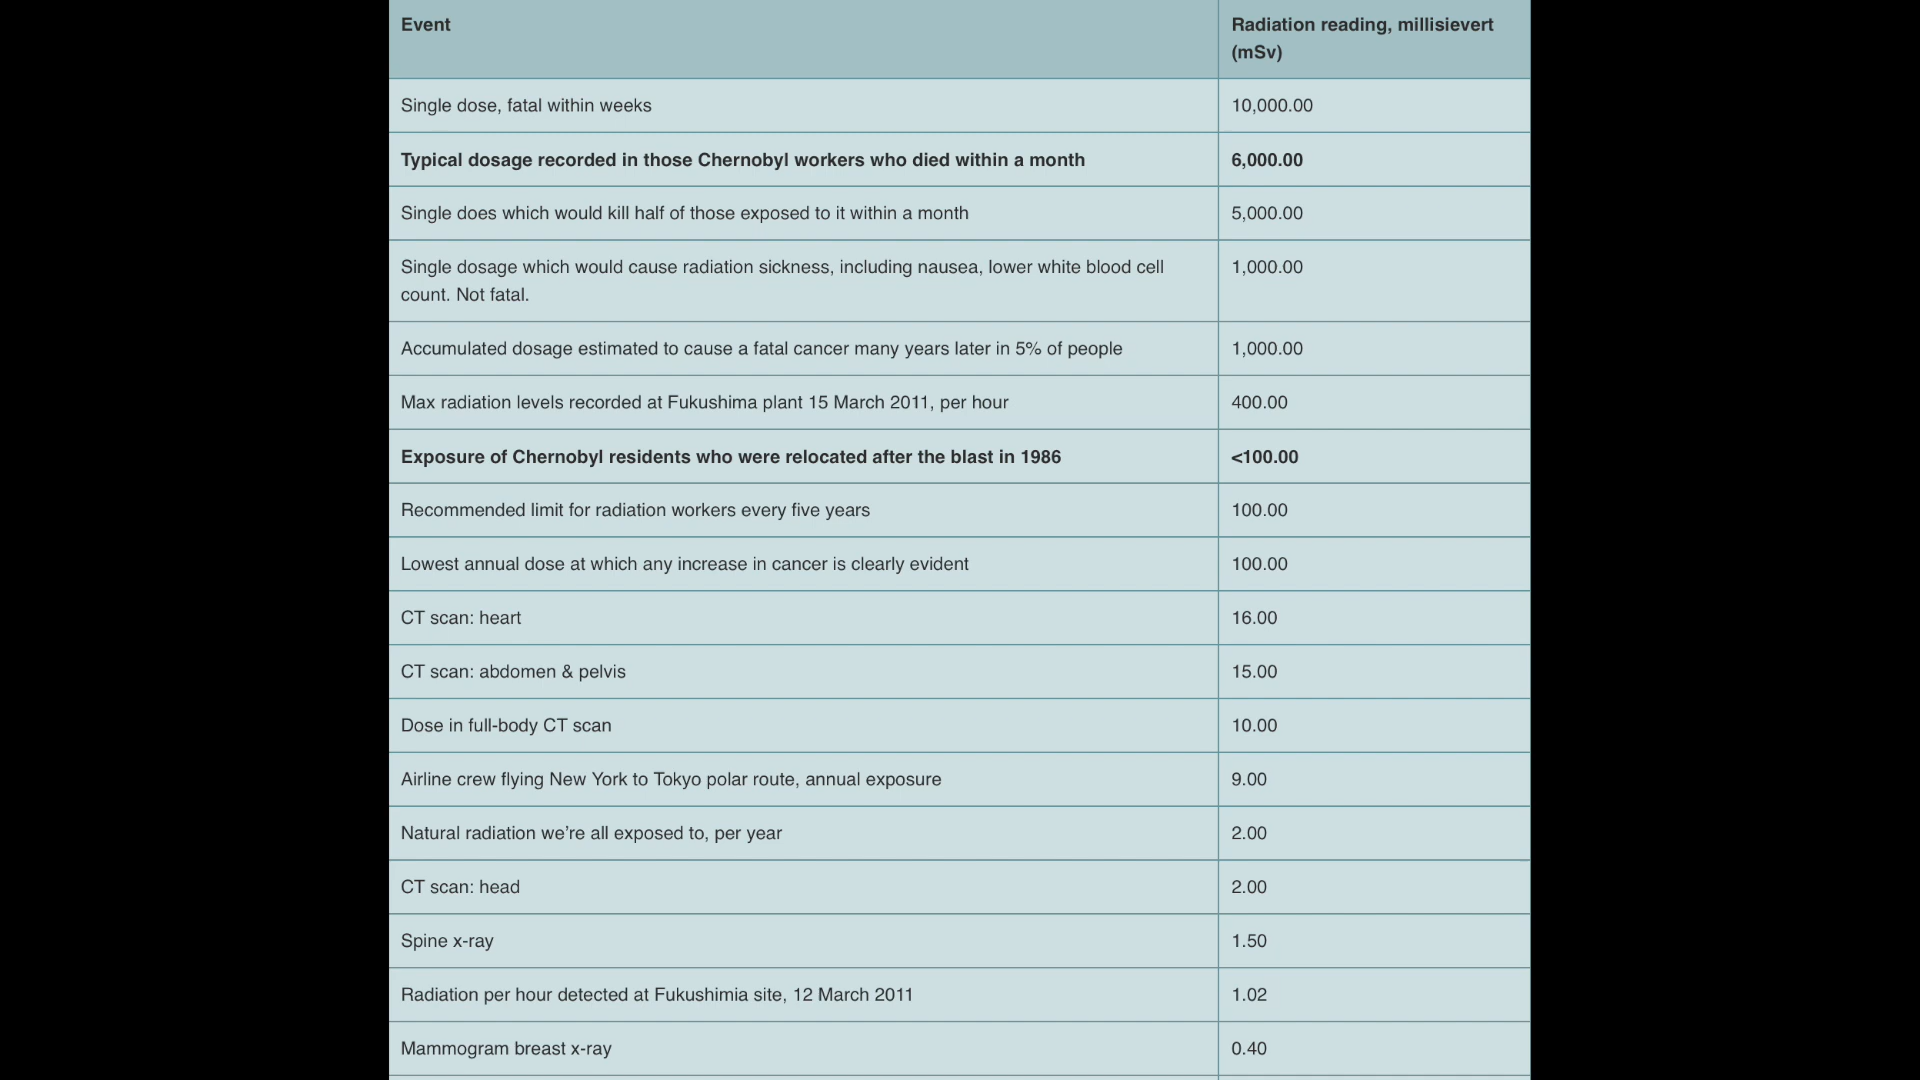 Event
Radiation reading, millisievert
(mSv)
Single dose, fatal within weeks
10,000.00
Typical dosage recorded in those Chernobyl workers who died within a month
6,000.00
Single does which would kill half of those exposed to it within a month
5,000.00
Single dosage which would cause radiation sickness, including nausea, lower white blood cell
count. Not fatal.
1,000.00
Accumulated dosage estimated to cause a fatal cancer many years later in 5% of people
1,000.00
Max radiation levels recorded at Fukushima plant 15 March 2011, per hour
400.00
Exposure of Chernobyl residents who were relocated after the blast in 1986
<100.00
Recommended limit for radiation workers every five years
100.00
Lowest annual dose at which any increase in cancer is clearly evident
100.00
CT scan: heart
16.00
CT scan: abdomen & pelvis
15.00
Dose in full-body CT scan
10.00
Airline crew flying New York to Tokyo polar route, annual exposure
9.00
Natural radiation we’re all exposed to, per year
2.00
CT scan: head
2.00
Spine x-ray
1.50
Radiation per hour detected at Fukushimia site, 12 March 2011
1.02
Mammogram breast x-ray
0.40